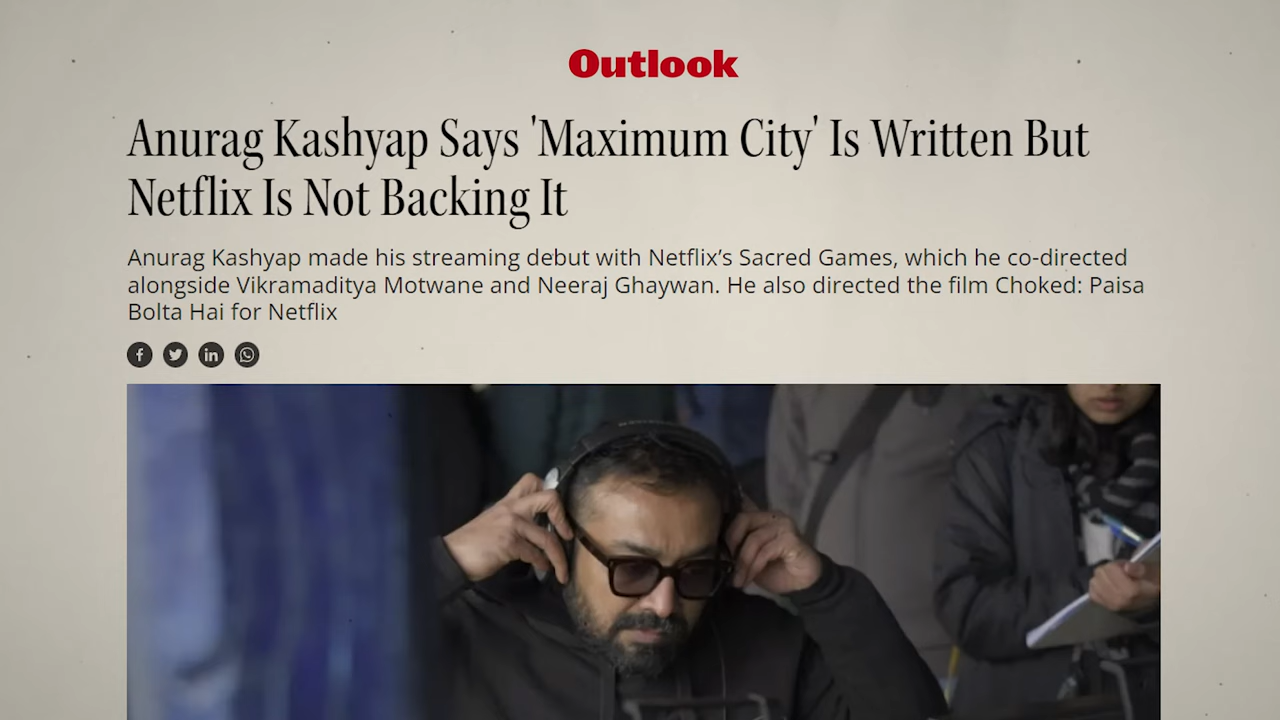 Outlook
Anurag Kashyap Says 'Maximum City' Is Written But
Netflix Is Not Backing It
Anurag Kashyap made his streaming debut with Netflix’s Sacred Games, which he co-directed
alongside Vikramaditya Motwane and Neeraj Ghaywan. He also directed the film Choked: Paisa
Bolta Hai for Netflix